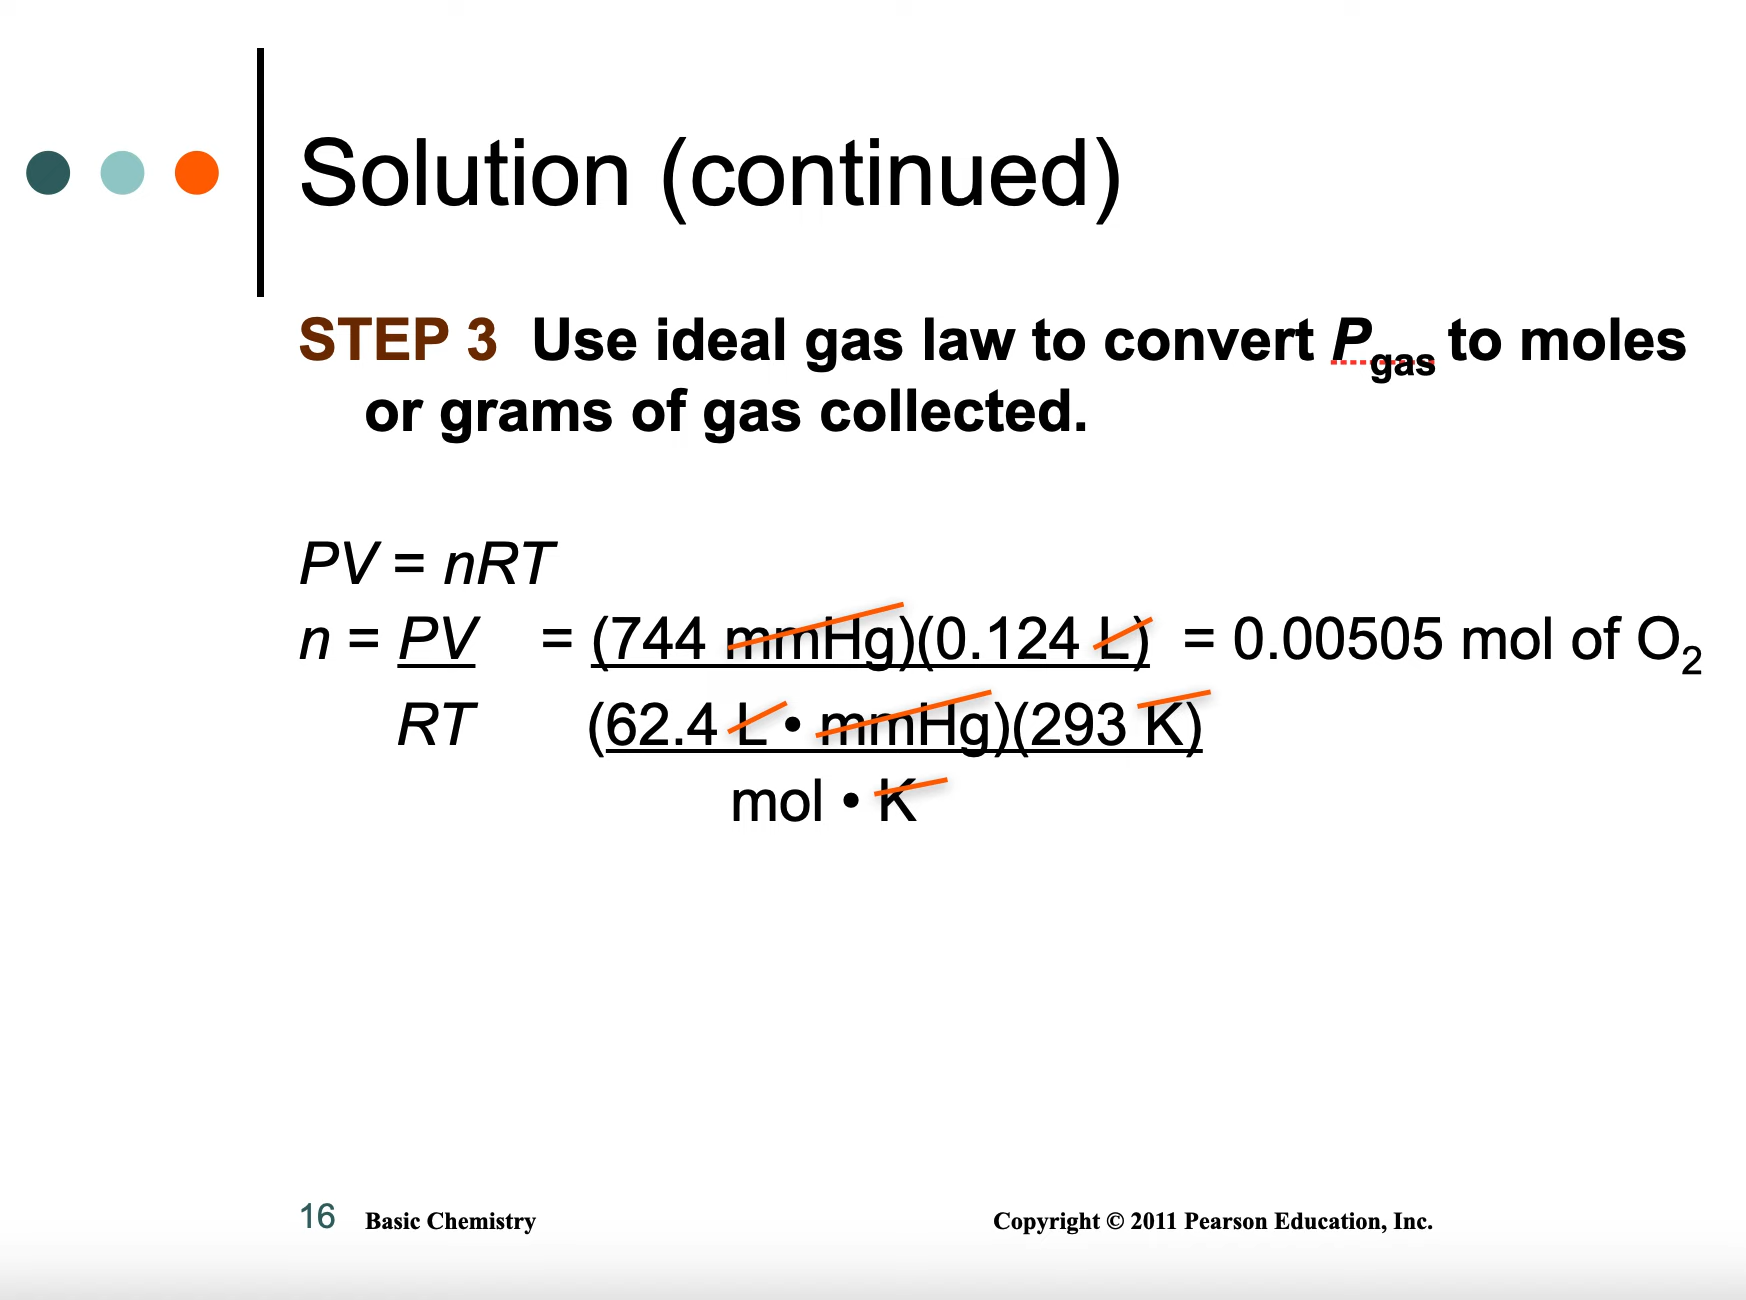 Solution (continued)
STEP 3 Use ideal gas law to convert Pgas to moles
or grams of gas collected.
PV = nRT
n = PV = (744 mmHg)(0.124 L) = 0.00505 mol of O2
RT (62.4 L • mmHg)(293 K)
mol • K
16 Basic Chemistry Copyright © 2011 Pearson Education, Inc.